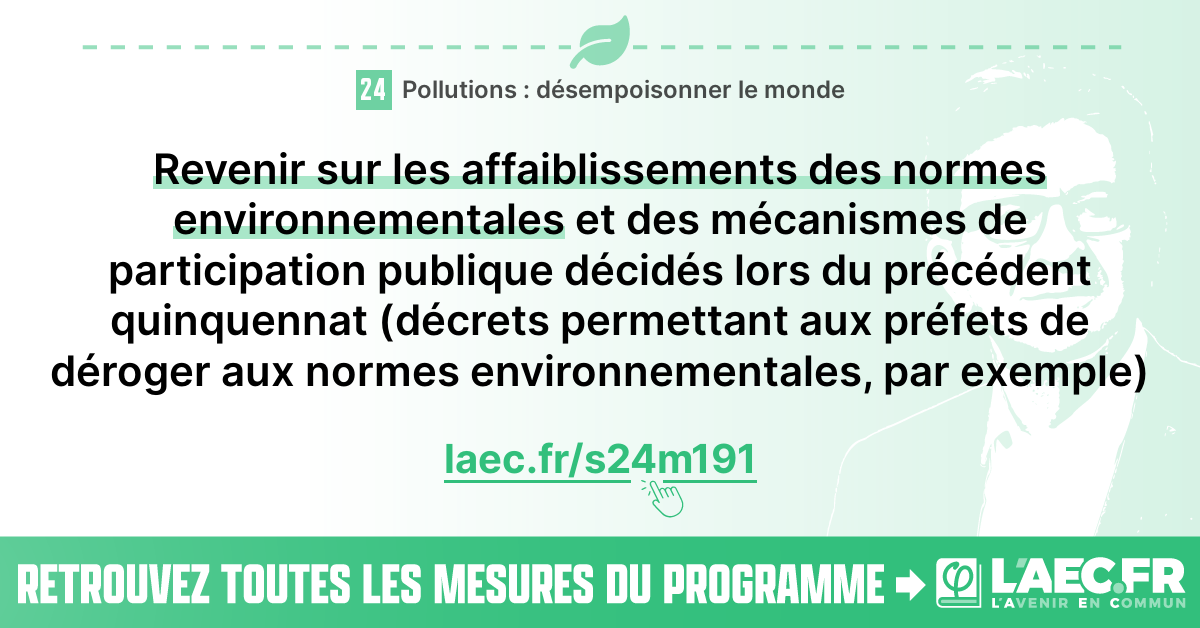 24 Pollutions : désempoisonner le monde
Revenir sur les affaiblissements des normes
environnementales et des mécanismes de
participation publique décidés lors du précédent
quinquennat (décrets permettant aux préfets de
déroger aux normes environnementales, par exemple)
laec.fr/s24m191
RETROUVEZ TOUTES LES MESURES DU PROGRAMME
φ L'AEC.FR
L'AVENIR EN COMMUN